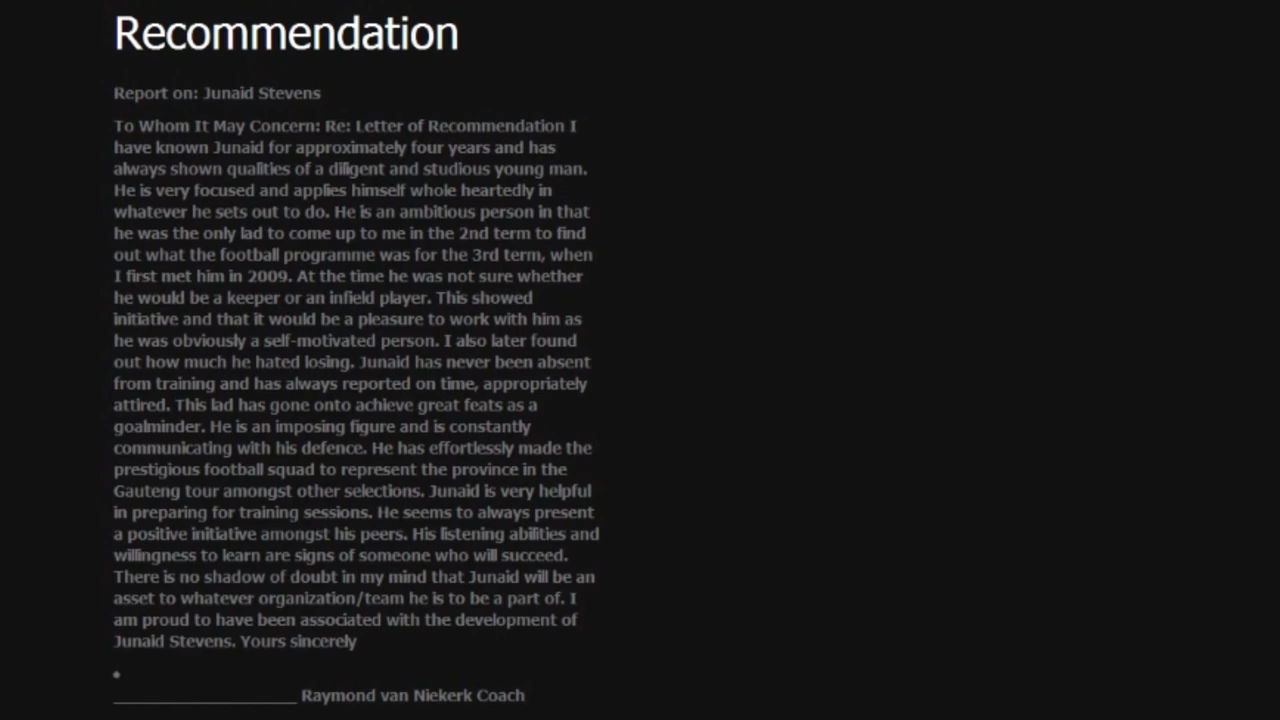 Recommendation
Report on: Junaid Stevens
To Whom It May Concern: Re: Letter of Recommendation I
have known Junaid for approximately four years and has
always shown qualities of a diligent and studious young man.
He is very focused and applies himself whole heartedly in
whatever he sets out to do. He is an ambitious person in that
he was the only lad to come up to me in the 2nd term to find
out what the football programme was for the 3rd term, when
I first met him in 2009. At the time he was not sure whether
he would be a keeper or an infield player. This showed
initiative and that it would be a pleasure to work with him as
he was obviously a self-motivated person. I also later found
out how much he hated losing. Junaid has never been absent
from training and has always reported on time, appropriately
attired. This lad has gone onto achieve great feats as a
goalminder. He is an imposing figure and is constantly
communicating with his defence. He has effortlessly made the
prestigious football squad to represent the province in the
Gauteng tour amongst other selections. Junaid is very helpful
in preparing for training sessions. He seems to always present
a positive initiative amongst his peers. His listening abilities and
willingness to learn are signs of someone who will succeed.
There is no shadow of doubt in my mind that Junaid will be an
asset to whatever organization/team he is to be a part of. I
am proud to have been associated with the development of
Junaid Stevens. Yours sincerely
•
____________________ Raymond van Niekerk Coach